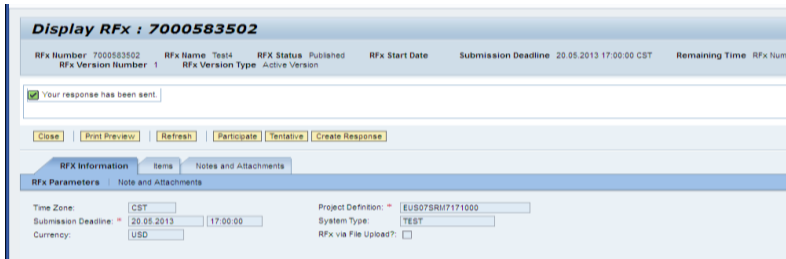 Display RFx : 7000583502
RFx Number 7000583502 RFx Name Test4 RFX Status Published RFx Start Date Submission Deadline 20.05.2013 17:00:00 CST Remaining Time RFx Num
RFx Version Number 1 RFx Version Type Active Version
Your response has been sent.
Close Print Preview Refresh Participate Tentative Create Response
RFX Information Items Notes and Attachments
RFx Parameters Note and Attachments
Time Zone: CST Project Definition: * EUS07SRM7171000
Submission Deadline: * 20.05.2013 17:00:00 System Type: TEST
Currency: USD RFx via File Upload?: